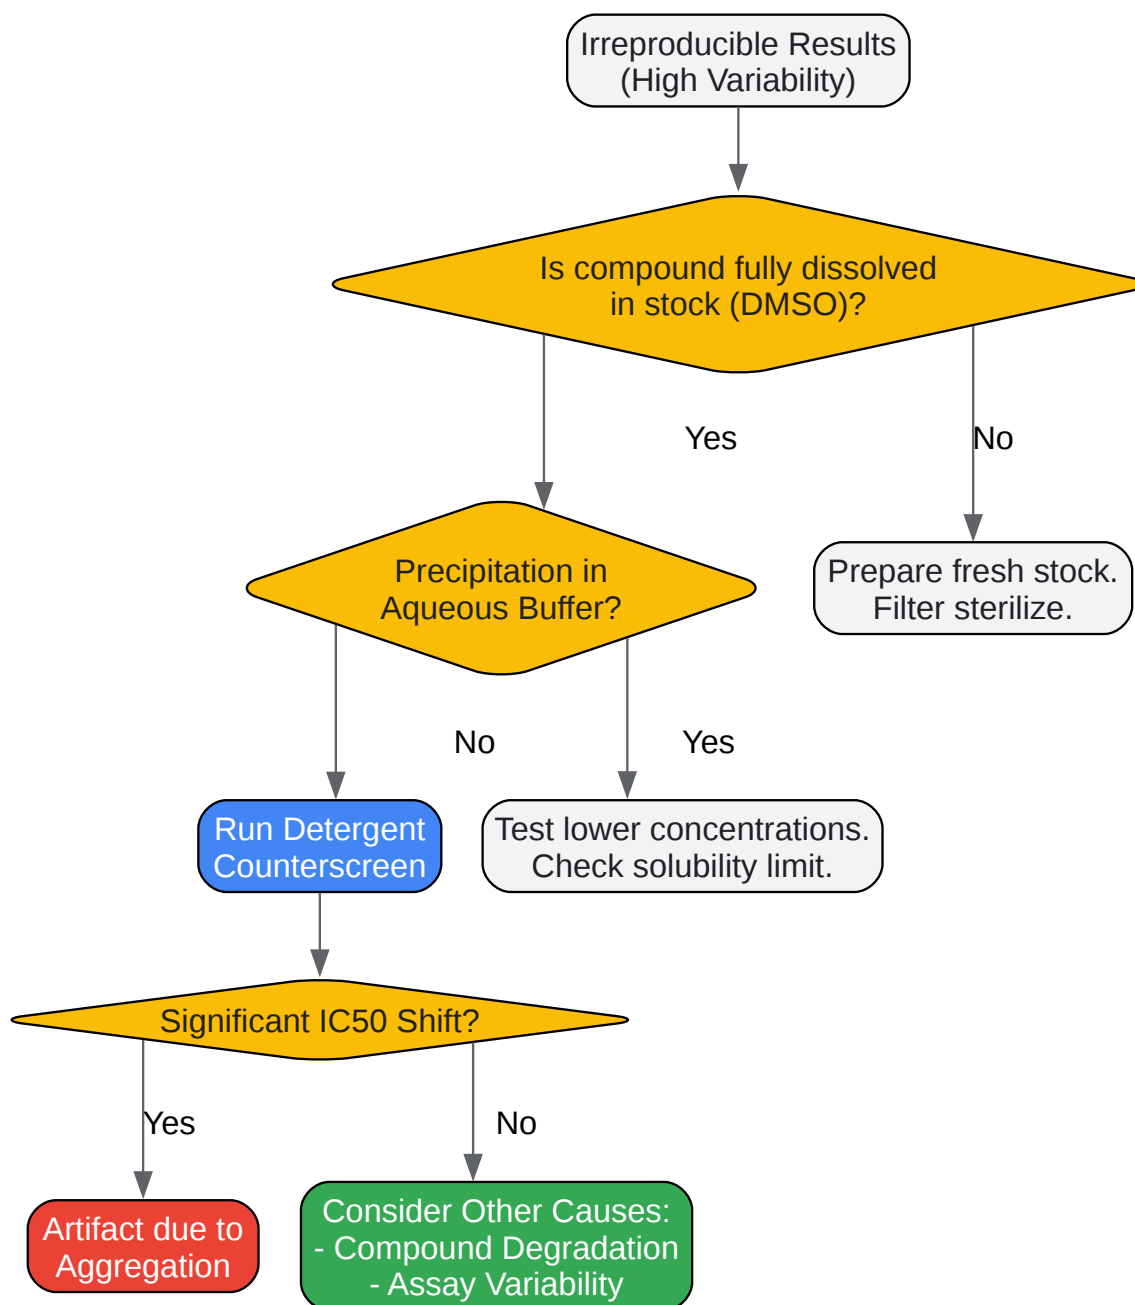 Irreproducible Results
(High Variability)
Is compound fully dissolved
in stock (DMSO)?
Yes
No
Precipitation in
Aqueous Buffer?
Prepare fresh stock.
Filter sterilize.
No
Yes
Run Detergent
Counterscreen
Test lower concentrations.
Check solubility limit.
Significant IC50 Shift?
Yes
No
Artifact due to
Aggregation
Consider Other Causes:
- Compound Degradation
- Assay Variability